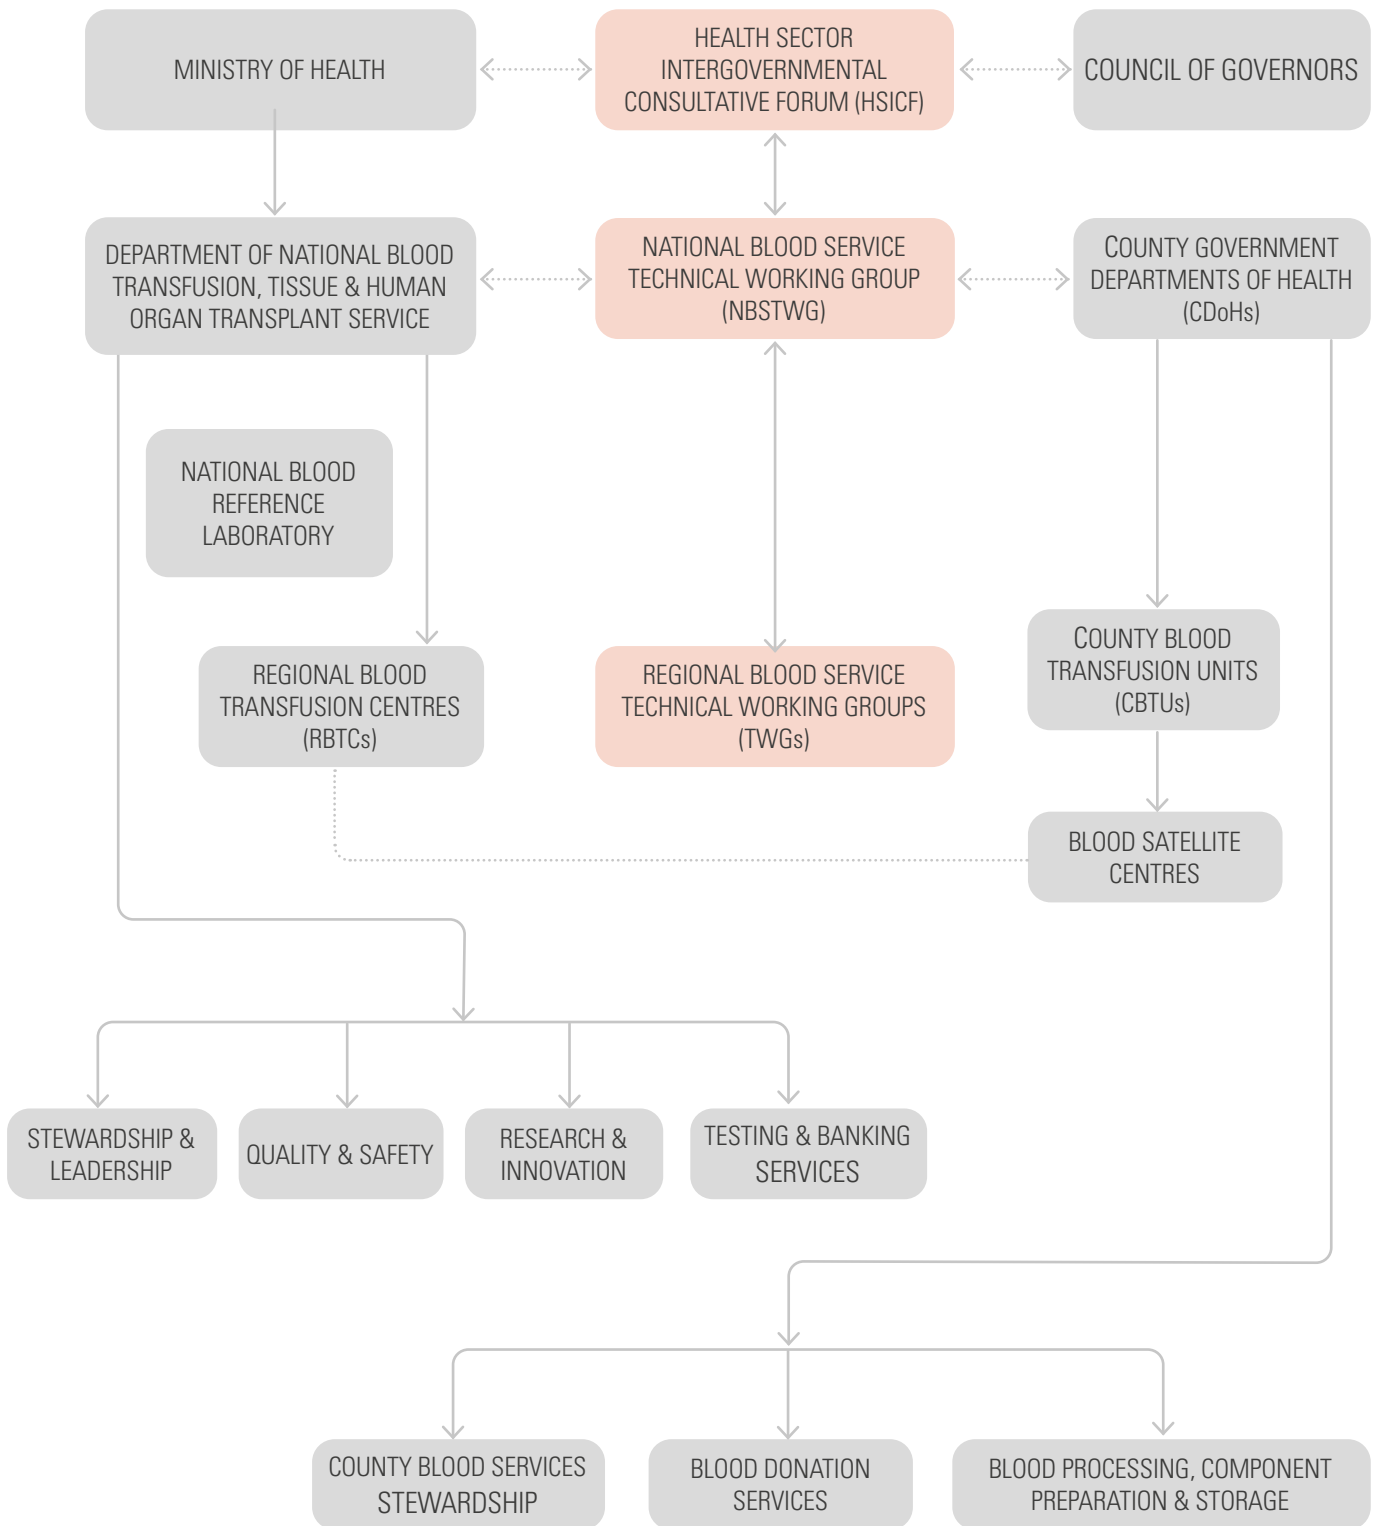 MINISTRY OF HEALTH
HEALTH SECTOR
INTERGOVERNMENTAL
CONSULTATIVE FORUM (HSICF)
COUNCIL OF GOVERNORS
DEPARTMENT OF NATIONAL BLOOD
TRANSFUSION, TISSUE & HUMAN
ORGAN TRANSPLANT SERVICE
NATIONAL BLOOD SERVICE
TECHNICAL WORKING GROUP
(NBSTWG)
COUNTY GOVERNMENT
DEPARTMENTS OF HEALTH
(CDoHs)
NATIONAL BLOOD
REFERENCE
LABORATORY
REGIONAL BLOOD
TRANSFUSION CENTRES
(RBTCs)
REGIONAL BLOOD SERVICE
TECHNICAL WORKING GROUPS
(TWGs)
COUNTY BLOOD
TRANSFUSION UNITS
(CBTUs)
BLOOD SATELLITE
CENTRES
STEWARDSHIP &
LEADERSHIP
QUALITY & SAFETY
RESEARCH &
INNOVATION
TESTING & BANKING
SERVICES
COUNTY BLOOD SERVICES
STEWARDSHIP
BLOOD DONATION
SERVICES
BLOOD PROCESSING, COMPONENT
PREPARATION & STORAGE